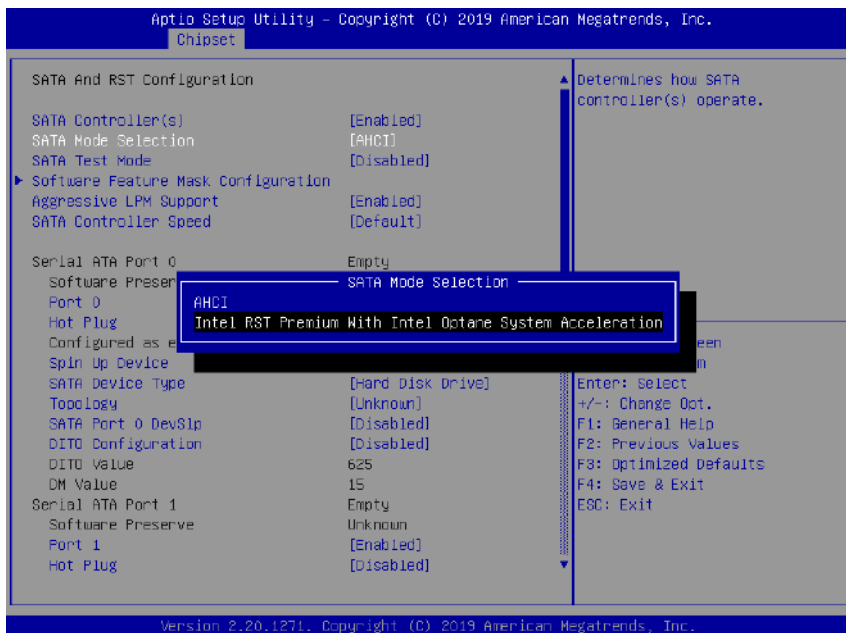 Aptio Setup Utility – Copyright (C) 2019 American Megatrends, Inc.
Chipset
SATA And RST Configuration
SATA Controller(s) [Enabled]
SATA Mode Selection [AHCI]
SATA Test Mode [Disabled]
Software Feature Mask Configuration
Aggressive LPM Support [Enabled]
SATA Controller Speed [Default]
Serial ATA Port 0 Empty
Software Preser
Port 0
Hot Plug
Configured as e
Spin Up Device
SATA Device Type [Hard Disk Drive]
Topology [Unknown]
SATA Port 0 DevSlp [Disabled]
DITO Configuration [Disabled]
DITO Value 625
DM Value 15
Serial ATA Port 1 Empty
Software Preserve Unknown
Port 1 [Enabled]
Hot Plug [Disabled]
SATA Mode Selection
AHCI
Intel RST Premium With Intel Optane System Acceleration
Determines how SATA
controller(s) operate.
een
m
Enter: Select
+/-: Change Opt.
F1: General Help
F2: Previous Values
F3: Optimized Defaults
F4: Save & Exit
ESC: Exit
Version 2.20.1271. Copyright (C) 2019 American Megatrends, Inc.